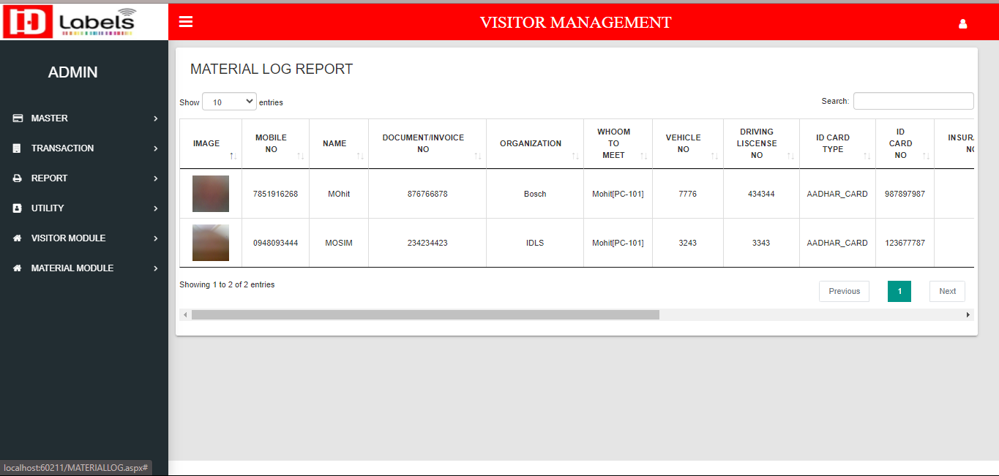 ID Labels
VISITOR MANAGEMENT
ADMIN
MASTER
TRANSACTION
REPORT
UTILITY
VISITOR MODULE
MATERIAL MODULE
MATERIAL LOG REPORT
Show 10 entries
Search:
IMAGE
MOBILE
NO
NAME
DOCUMENT/INVOICE
NO
ORGANIZATION
WHOOM
TO
MEET
VEHICLE
NO
DRIVING
LISCENSE
NO
ID CARD
TYPE
ID
CARD
NO
7851916268 MOhit 876766878 Bosch Mohit[PC-101] 7776 434344 AADHAR_CARD 987897987
0948093444 MOSIM 234234423 IDLS Mohit[PC-101] 3243 3343 AADHAR_CARD 123677787
Showing 1 to 2 of 2 entries
Previous 1 Next
localhost:60211/MATERIALLOG.aspx#